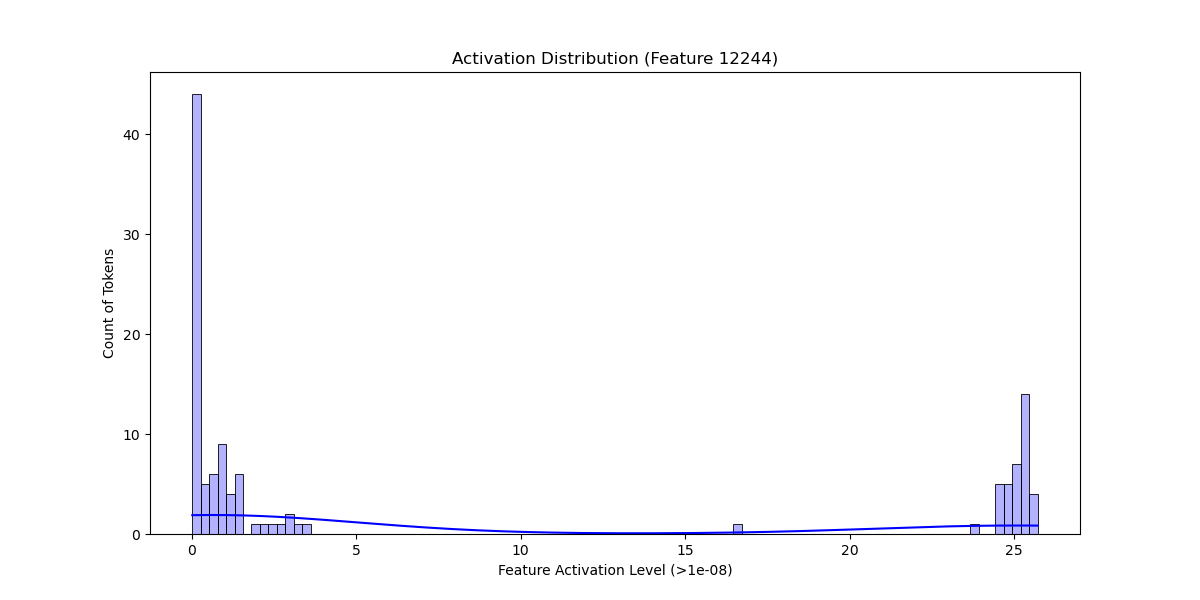 Activation Distribution (Feature 12244)
Count of Tokens
40
30
20
10
0
0 5 10 15 20 25
Feature Activation Level (>1e-08)